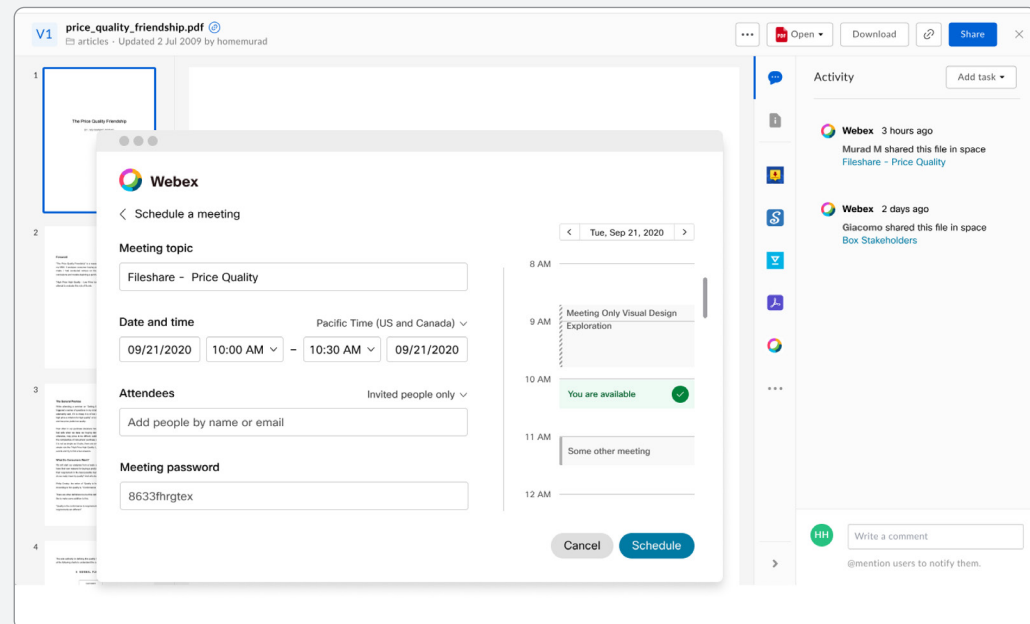 V1
price_quality_friendship.pdf
articles - Updated 2 Jul 2009 by homemurad
Open
Download
Share
1
The Price Quality Friendship
2
3
4
Webex
Schedule a meeting
Meeting topic
Fileshare - Price Quality
Date and time
Pacific Time (US and Canada)
09/21/2020 10:00 AM – 10:30 AM 09/21/2020
Attendees
Invited people only
Add people by name or email
Meeting password
8633fhrgtex
Tue, Sep 21, 2020
8 AM
9 AM
Meeting Only Visual Design
Exploration
10 AM
You are available
11 AM
Some other meeting
12 AM
Cancel
Schedule
Activity
Add task
Webex 3 hours ago
Murad M shared this file in space
Fileshare - Price Quality
Webex 2 days ago
Giacomo shared this file in space
Box Stakeholders
HH
Write a comment
@mention users to notify them.